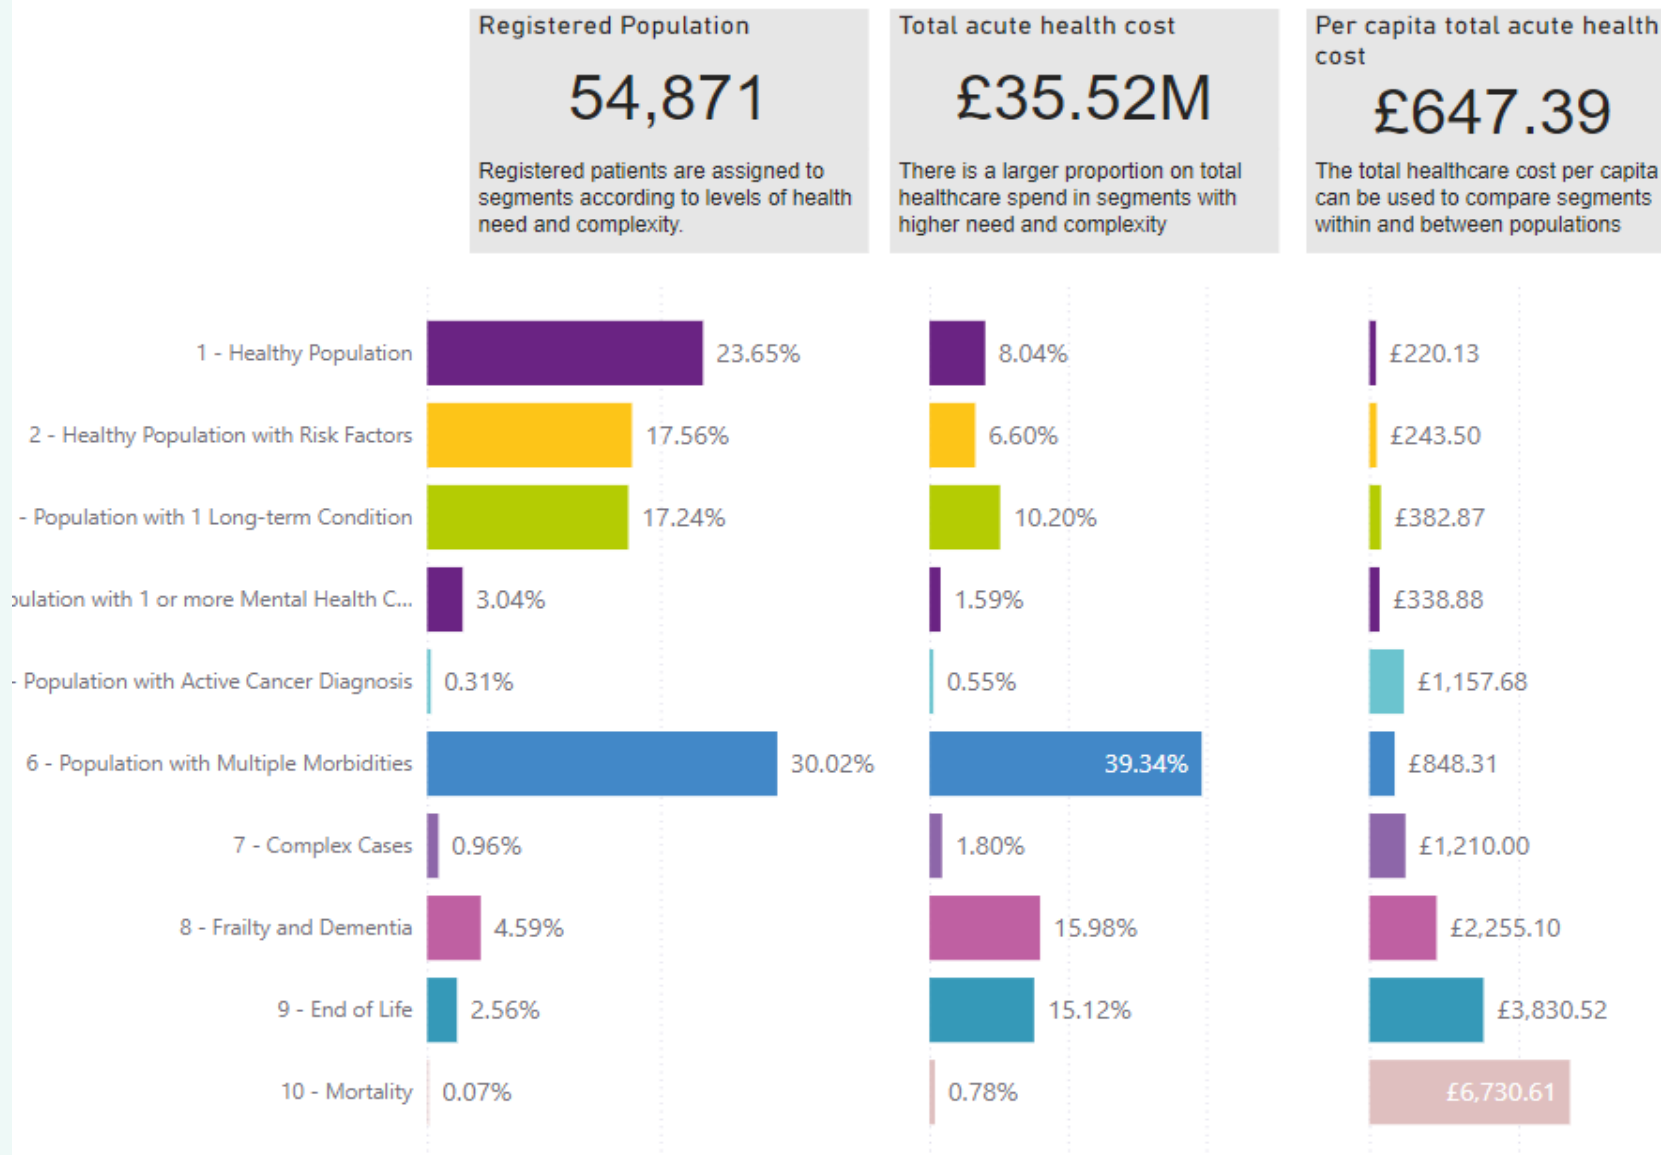 Registered Population
54,871
Registered patients are assigned to
segments according to levels of health
need and complexity.
Total acute health cost
£35.52M
There is a larger proportion on total
healthcare spend in segments with
higher need and complexity
Per capita total acute health
cost
£647.39
The total healthcare cost per capita
can be used to compare segments
within and between populations
1 - Healthy Population 23.65% 8.04% £220.13
2 - Healthy Population with Risk Factors 17.56% 6.60% £243.50
- Population with 1 Long-term Condition 17.24% 10.20% £382.87
pulation with 1 or more Mental Health C... 3.04% 1.59% £338.88
- Population with Active Cancer Diagnosis 0.31% 0.55% £1,157.68
6 - Population with Multiple Morbidities 30.02% 39.34% £848.31
7 - Complex Cases 0.96% 1.80% £1,210.00
8 - Frailty and Dementia 4.59% 15.98% £2,255.10
9 - End of Life 2.56% 15.12% £3,830.52
10 - Mortality 0.07% 0.78% £6,730.61